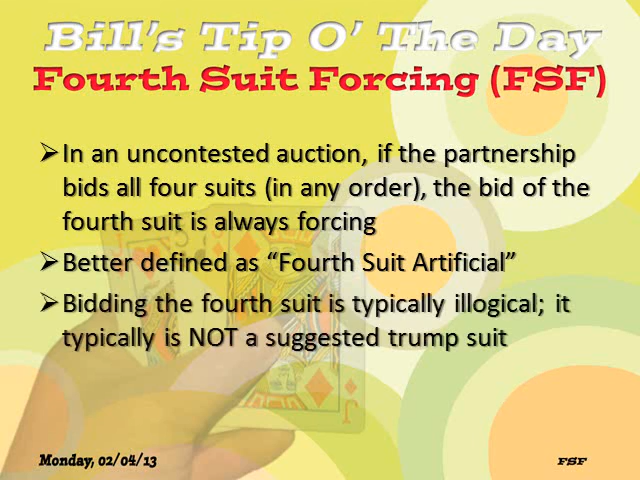 Bill's Tip O' The Day
Fourth Suit Forcing (FSF)
➢In an uncontested auction, if the partnership
bids all four suits (in any order), the bid of the
fourth suit is always forcing
➢Better defined as “Fourth Suit Artificial”
➢Bidding the fourth suit is typically illogical; it
typically is NOT a suggested trump suit
J
Monday, 02/04/13
FSF